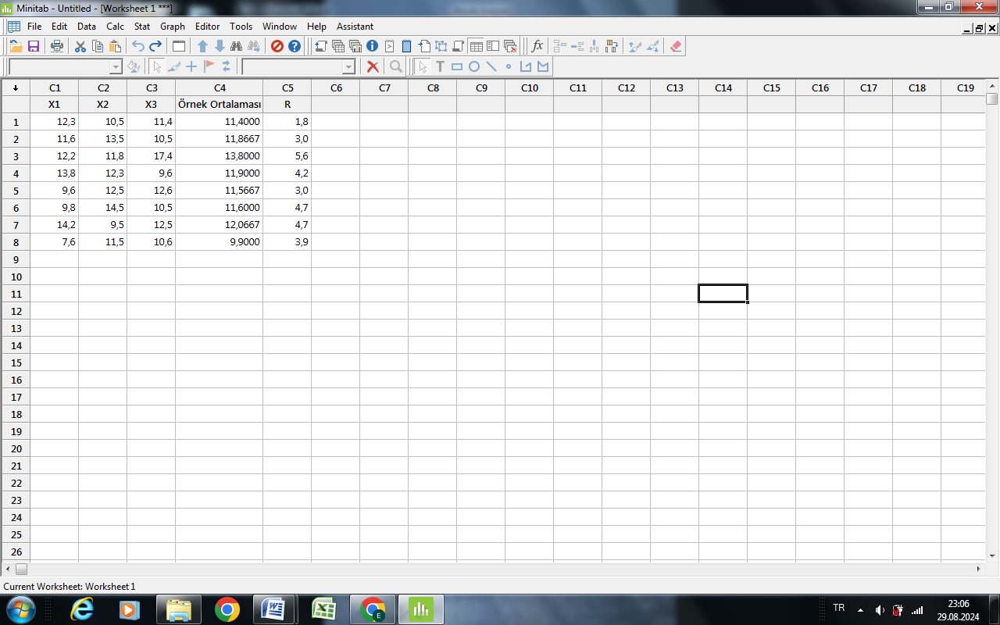 Minitab - Untitled - [Worksheet 1 ***]
File Edit Data Calc Stat Graph Editor Tools Window Help Assistant
C1 C2 C3 C4 C5 C6 C7 C8 C9 C10 C11 C12 C13 C14 C15 C16 C17 C18 C19
X1 X2 X3 Örnek Ortalaması R
1 12,3 10,5 11,4 11,4000 1,8
2 11,6 13,5 10,5 11,8667 3,0
3 12,2 11,8 17,4 13,8000 5,6
4 13,8 12,3 9,6 11,9000 4,2
5 9,6 12,5 12,6 11,5667 3,0
6 9,8 14,5 10,5 11,6000 4,7
7 14,2 9,5 12,5 12,0667 4,7
8 7,6 11,5 10,6 9,9000 3,9
9
10
11
12
13
14
15
16
17
18
19
20
21
22
23
24
25
26
Current Worksheet: Worksheet 1
TR 23:06
29.08.2024